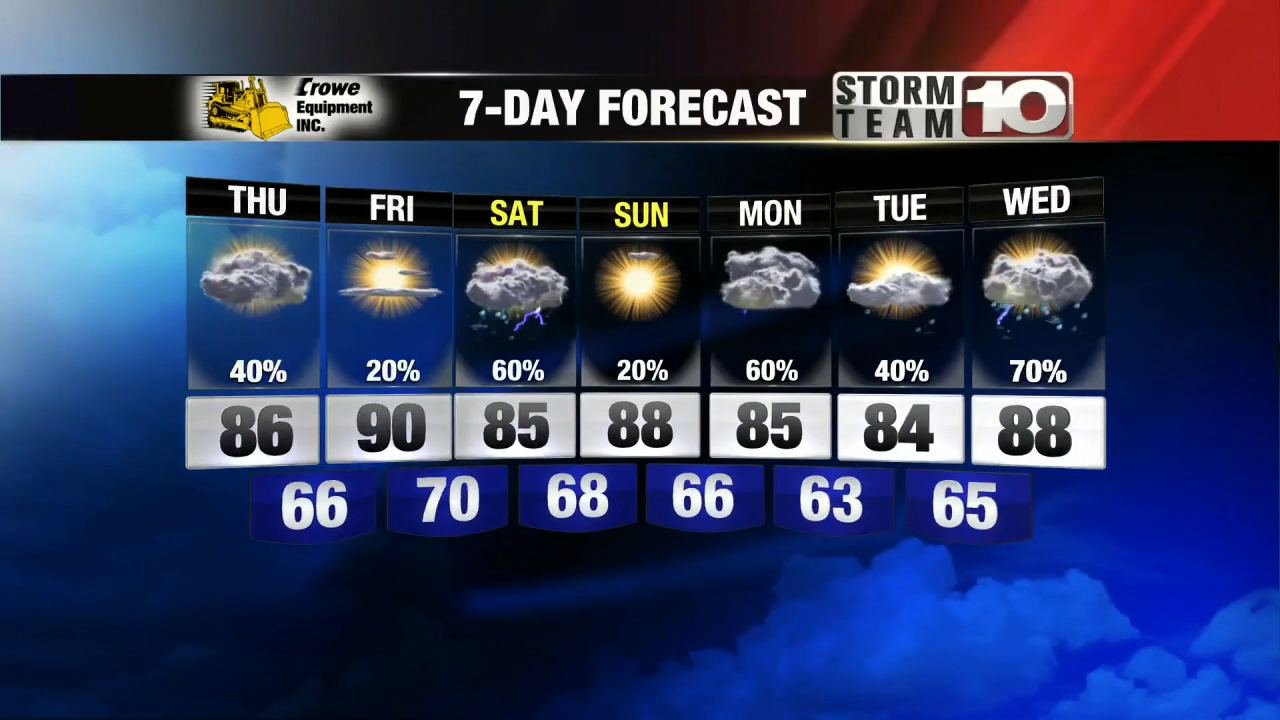 Crowe
Equipment
INC.
7-DAY FORECAST
STORM
TEAM
10
THU FRI SAT SUN MON TUE WED
40% 20% 60% 20% 60% 40% 70%
86 90 85 88 85 84 88
66 70 68 66 63 65